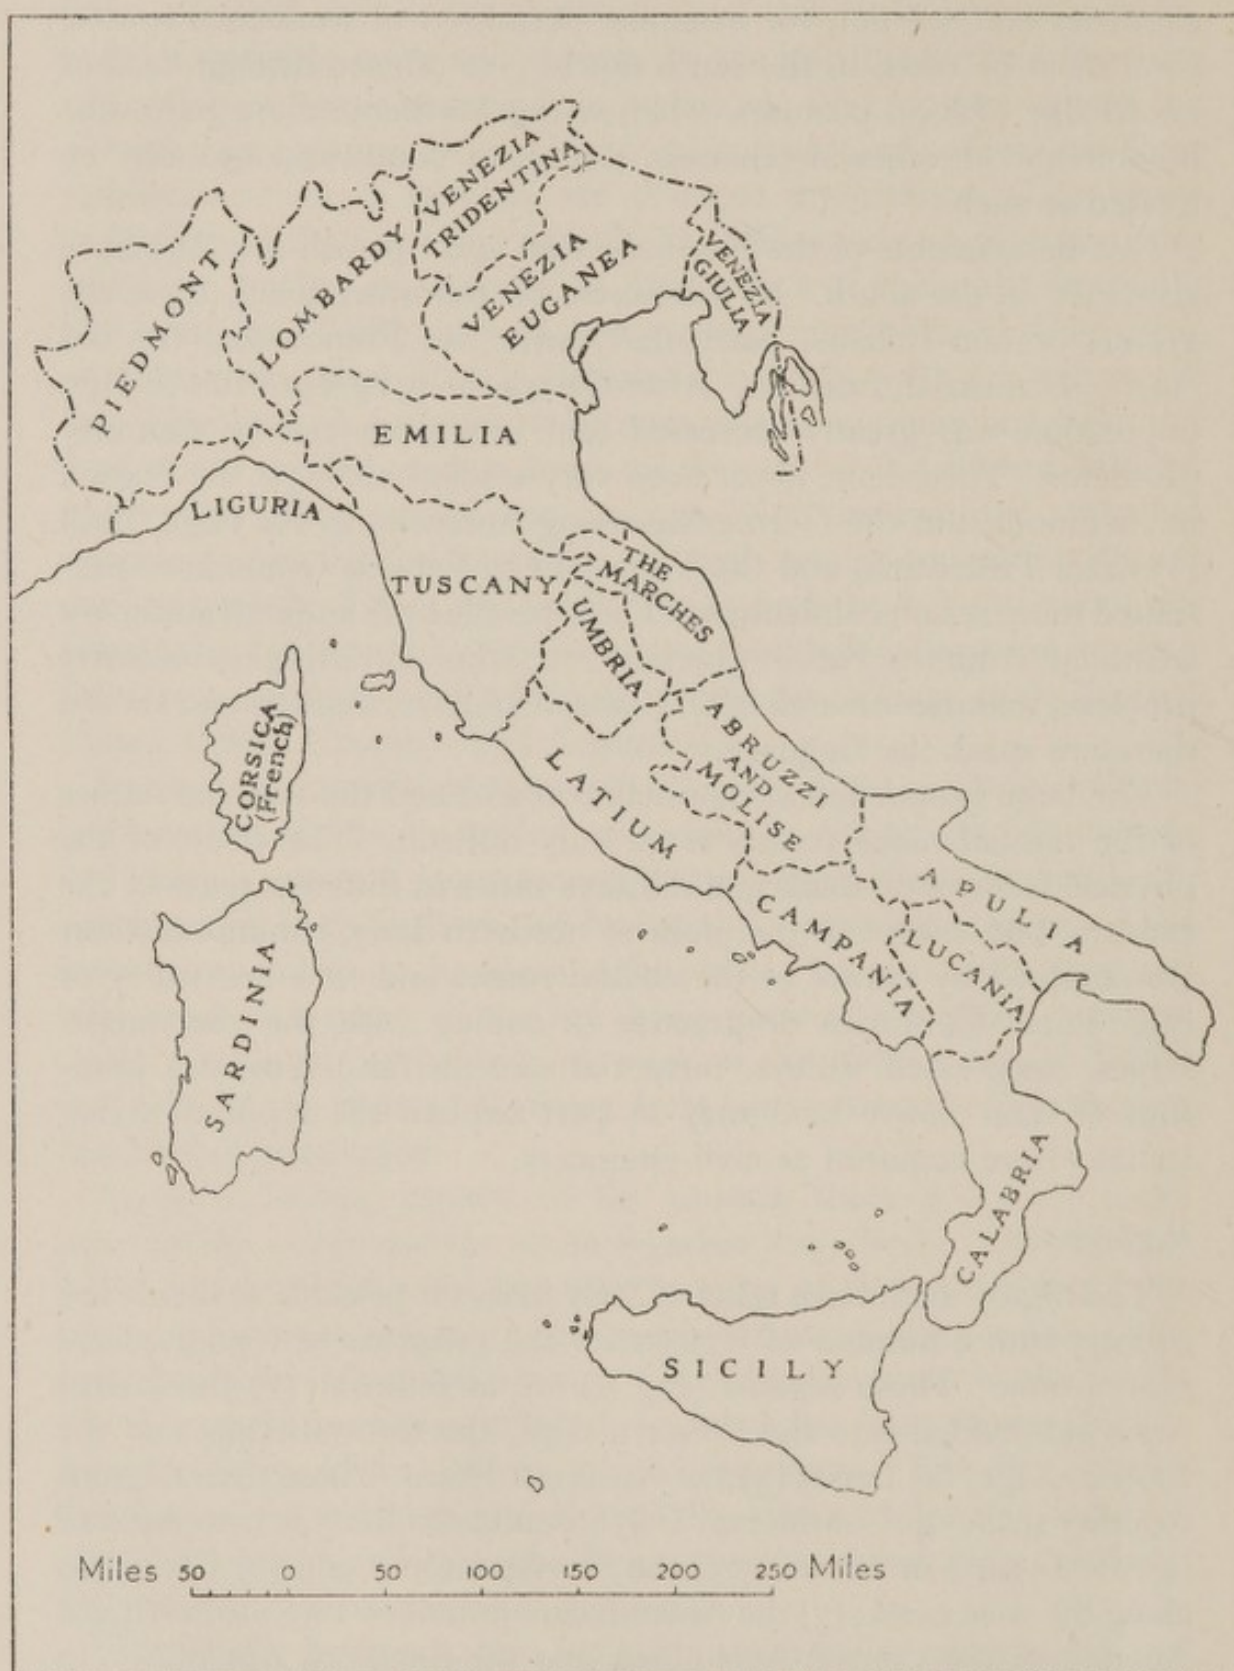 VENEZIA
TRIDENTINA
PIEDMONT
LOMBARDY
VENEZIA
EUGANEA
VENEZIA
GIULIA
EMILIA
LIGURIA
TUSCANY
THE
MARCHES
UMBRIA
CORSICA
(French)
ABRUZZI
AND
MOLISE
LATIUM
APULIA
CAMPANIA
LUCANIA
SARDINIA
CALABRIA
SICILY
Miles 50 0 50 100 150 200 250 Miles